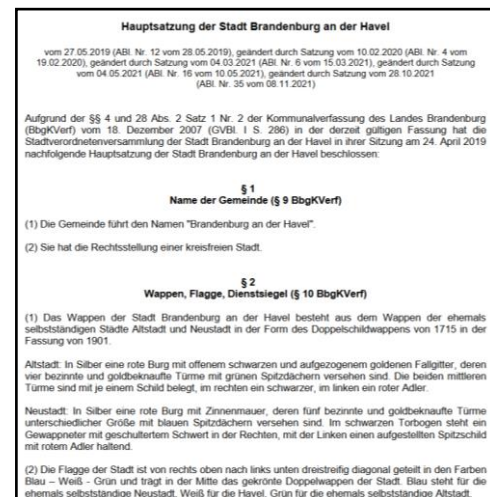 Hauptsatzung der Stadt Brandenburg an der Havel
vom 27.05.2019 (ABl. Nr. 12 vom 28.05.2019), geändert durch Satzung vom 10.02.2020 (ABl. Nr. 4 vom
19.02.2020), geändert durch Satzung vom 04.03.2021 (ABl. Nr. 6 vom 15.03.2021), geändert durch Satzung
vom 04.05.2021 (ABl. Nr. 16 vom 10.05.2021), geändert durch Satzung vom 28.10.2021
(ABl. Nr. 35 vom 08.11.2021)
Aufgrund der §§ 4 und 28 Abs. 2 Satz 1 Nr. 2 der Kommunalverfassung des Landes Brandenburg
(BbgKVerf) vom 18. Dezember 2007 (GVBl. I S. 286) in der derzeit gültigen Fassung hat die
Stadtverordnetenversammlung der Stadt Brandenburg an der Havel in ihrer Sitzung am 24. April 2019
nachfolgende Hauptsatzung der Stadt Brandenburg an der Havel beschlossen:
§ 1
Name der Gemeinde (§ 9 BbgKVerf)
(1) Die Gemeinde führt den Namen "Brandenburg an der Havel".
(2) Sie hat die Rechtsstellung einer kreisfreien Stadt.
§ 2
Wappen, Flagge, Dienstsiegel (§ 10 BbgKVerf)
(1) Das Wappen der Stadt Brandenburg an der Havel besteht aus dem Wappen der ehemals
selbstständigen Städte Altstadt und Neustadt in der Form des Doppelschildwappens von 1715 in der
Fassung von 1901.
Altstadt: In Silber eine rote Burg mit offenem schwarzen und aufgezogenem goldenen Fallgitter, deren
vier bezinnte und goldbeknaufte Türme mit grünen Spitzdächern versehen sind. Die beiden mittleren
Türme sind mit je einem Schild belegt, im rechten ein schwarzer, im linken ein roter Adler.
Neustadt: In Silber eine rote Burg mit Zinnenmauer, deren fünf bezinnte und goldbeknaufte Türme
unterschiedlicher Größe mit blauen Spitzdächern versehen sind. Im schwarzen Torbogen steht ein
Gewappneter mit geschultertem Schwert in der Rechten, mit der Linken einen aufgestellten Spitzschild
mit rotem Adler haltend.
(2) Die Flagge der Stadt ist von rechts oben nach links unten dreistreifig diagonal geteilt in den Farben
Blau – Weiß - Grün und trägt in der Mitte das gekrönte Doppelwappen der Stadt. Blau steht für die
ehemals selbstständige Neustadt, Weiß für die Havel, Grün für die ehemals selbstständige Altstadt.